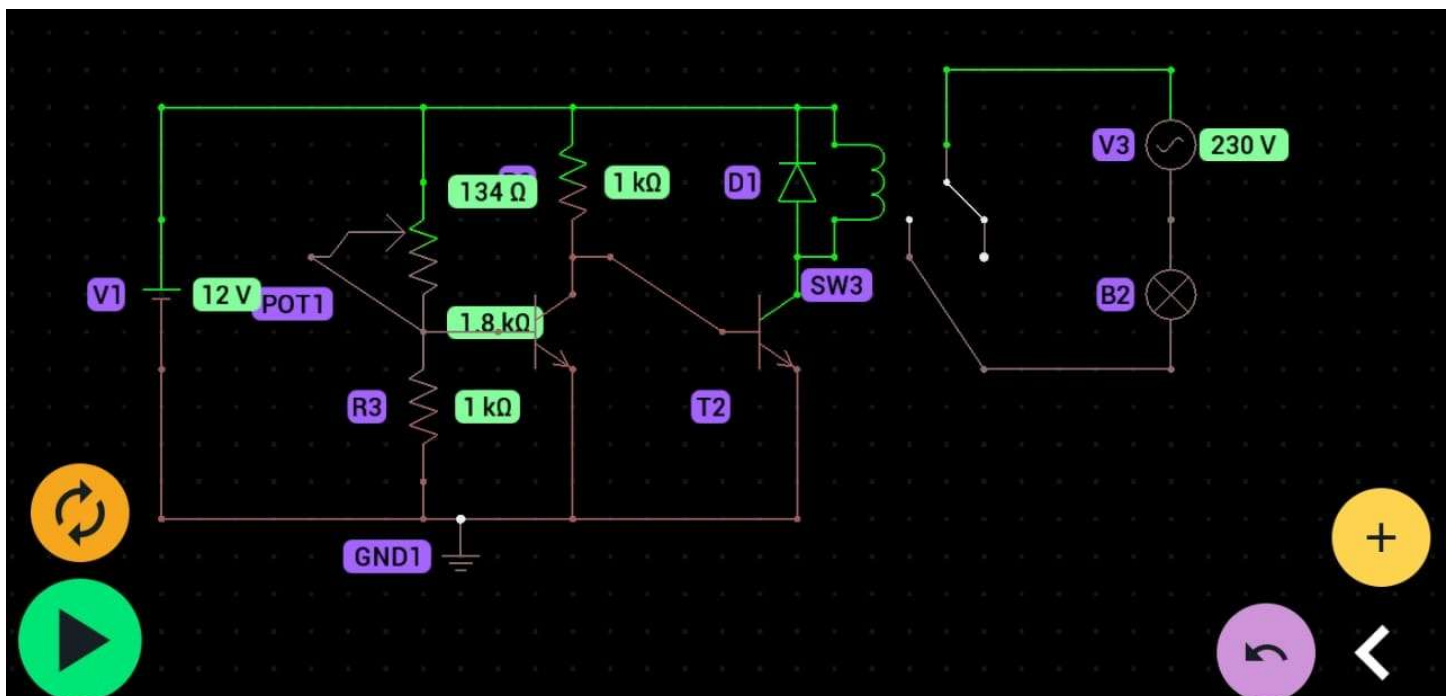 V3
230 V
134 Ω
1 kΩ
D1
SW3
V1
12 V
POT1
B2
1.8 kΩ
R3
1 kΩ
T2
GND1